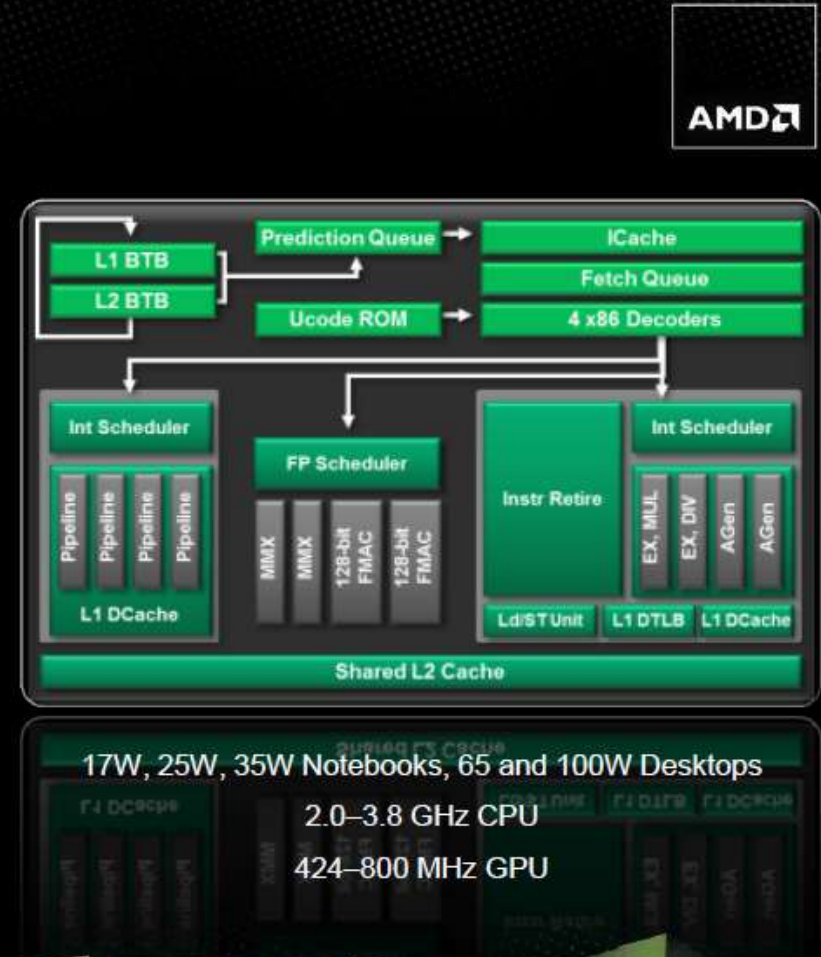 AMD
L1 BTB
L2 BTB
Prediction Queue
ICache
Fetch Queue
Ucode ROM
4 x86 Decoders
Int Scheduler
Pipeline
Pipeline
Pipeline
Pipeline
L1 DCache
FP Scheduler
MMX
MMX
128-bit
FMAC
128-bit
FMAC
Instr Retire
Int Scheduler
EX, MUL
EX, DIV
AGen
AGen
Ld/ST Unit
L1 DTLB
L1 DCache
Shared L2 Cache
17W, 25W, 35W Notebooks, 65 and 100W Desktops
2.0–3.8 GHz CPU
424–800 MHz GPU